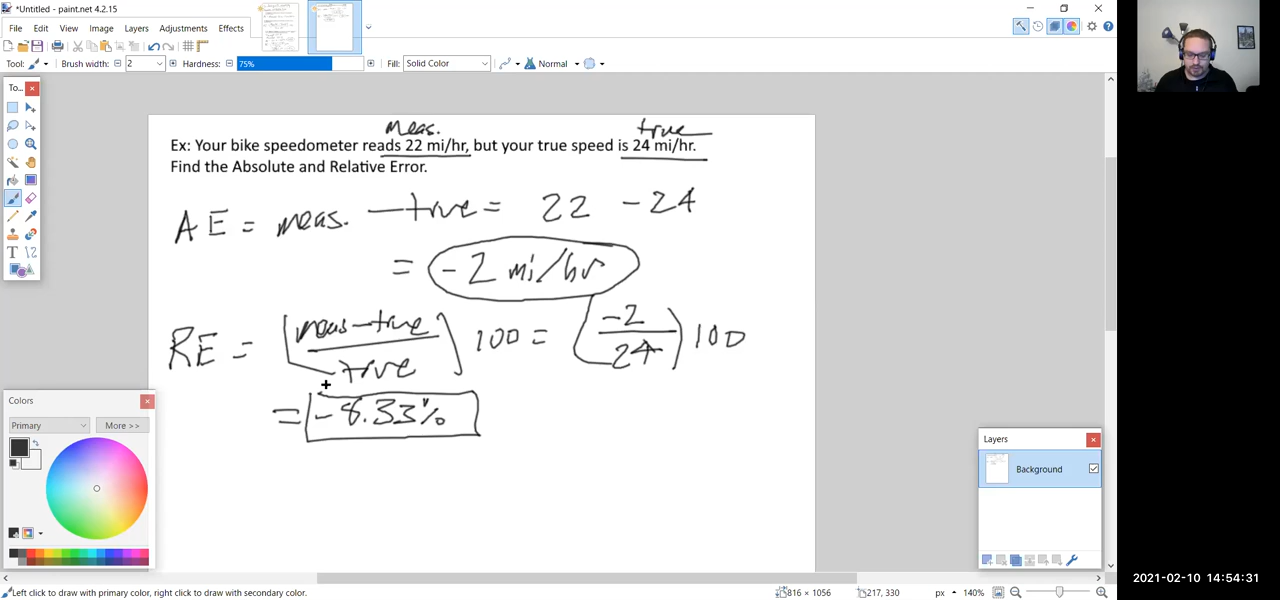 *Untitled - paint.net 4.2.15
File Edit View Image Layers Adjustments Effects
Tool: Brush width: 2 Hardness: 75% Fill: Solid Color Normal
To...
meas. true
Ex: Your bike speedometer reads 22 mi/hr, but your true speed is 24 mi/hr.
Find the Absolute and Relative Error.
AE = meas. - true = 22 - 24
= -2 mi/hr
RE = (meas-true/true) 100 = (-2/24) 100
= -8.33%
Colors
Primary More >>
Layers
Background
Left click to draw with primary color, right click to draw with secondary color.
816 × 1056 217, 330 px 140%
2021-02-10 14:54:31